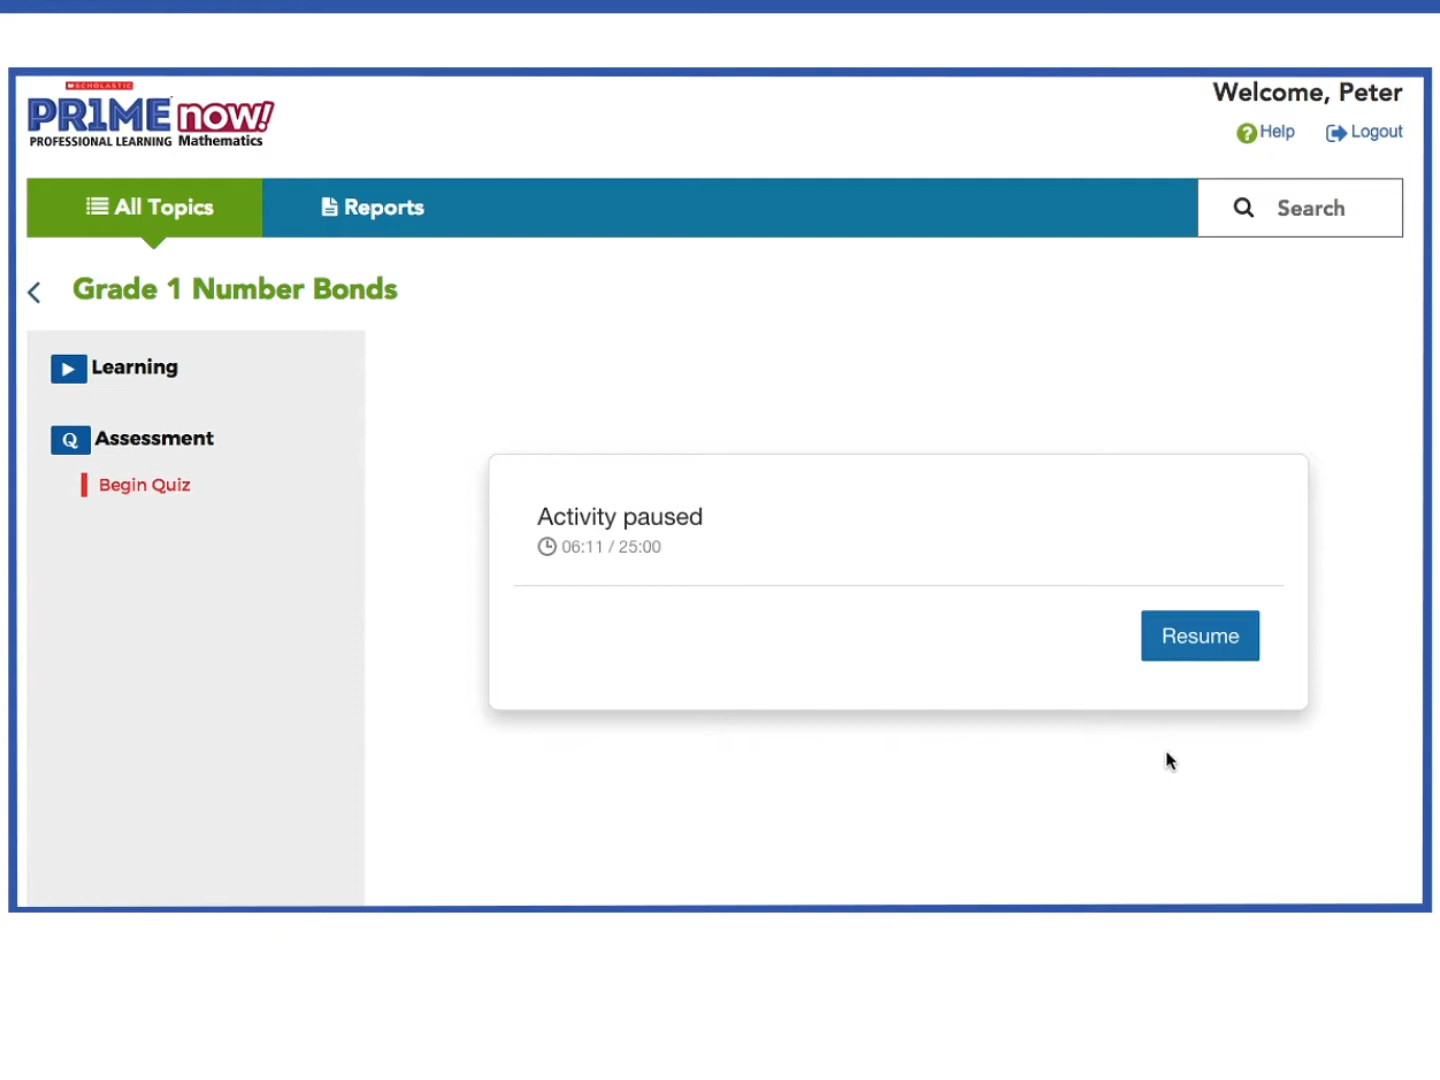 SCHOLASTIC
PR1ME now!
PROFESSIONAL LEARNING Mathematics
Welcome, Peter
Help
Logout
All Topics
Reports
Search
Grade 1 Number Bonds
Learning
Q Assessment
Begin Quiz
Activity paused
06:11 / 25:00
Resume